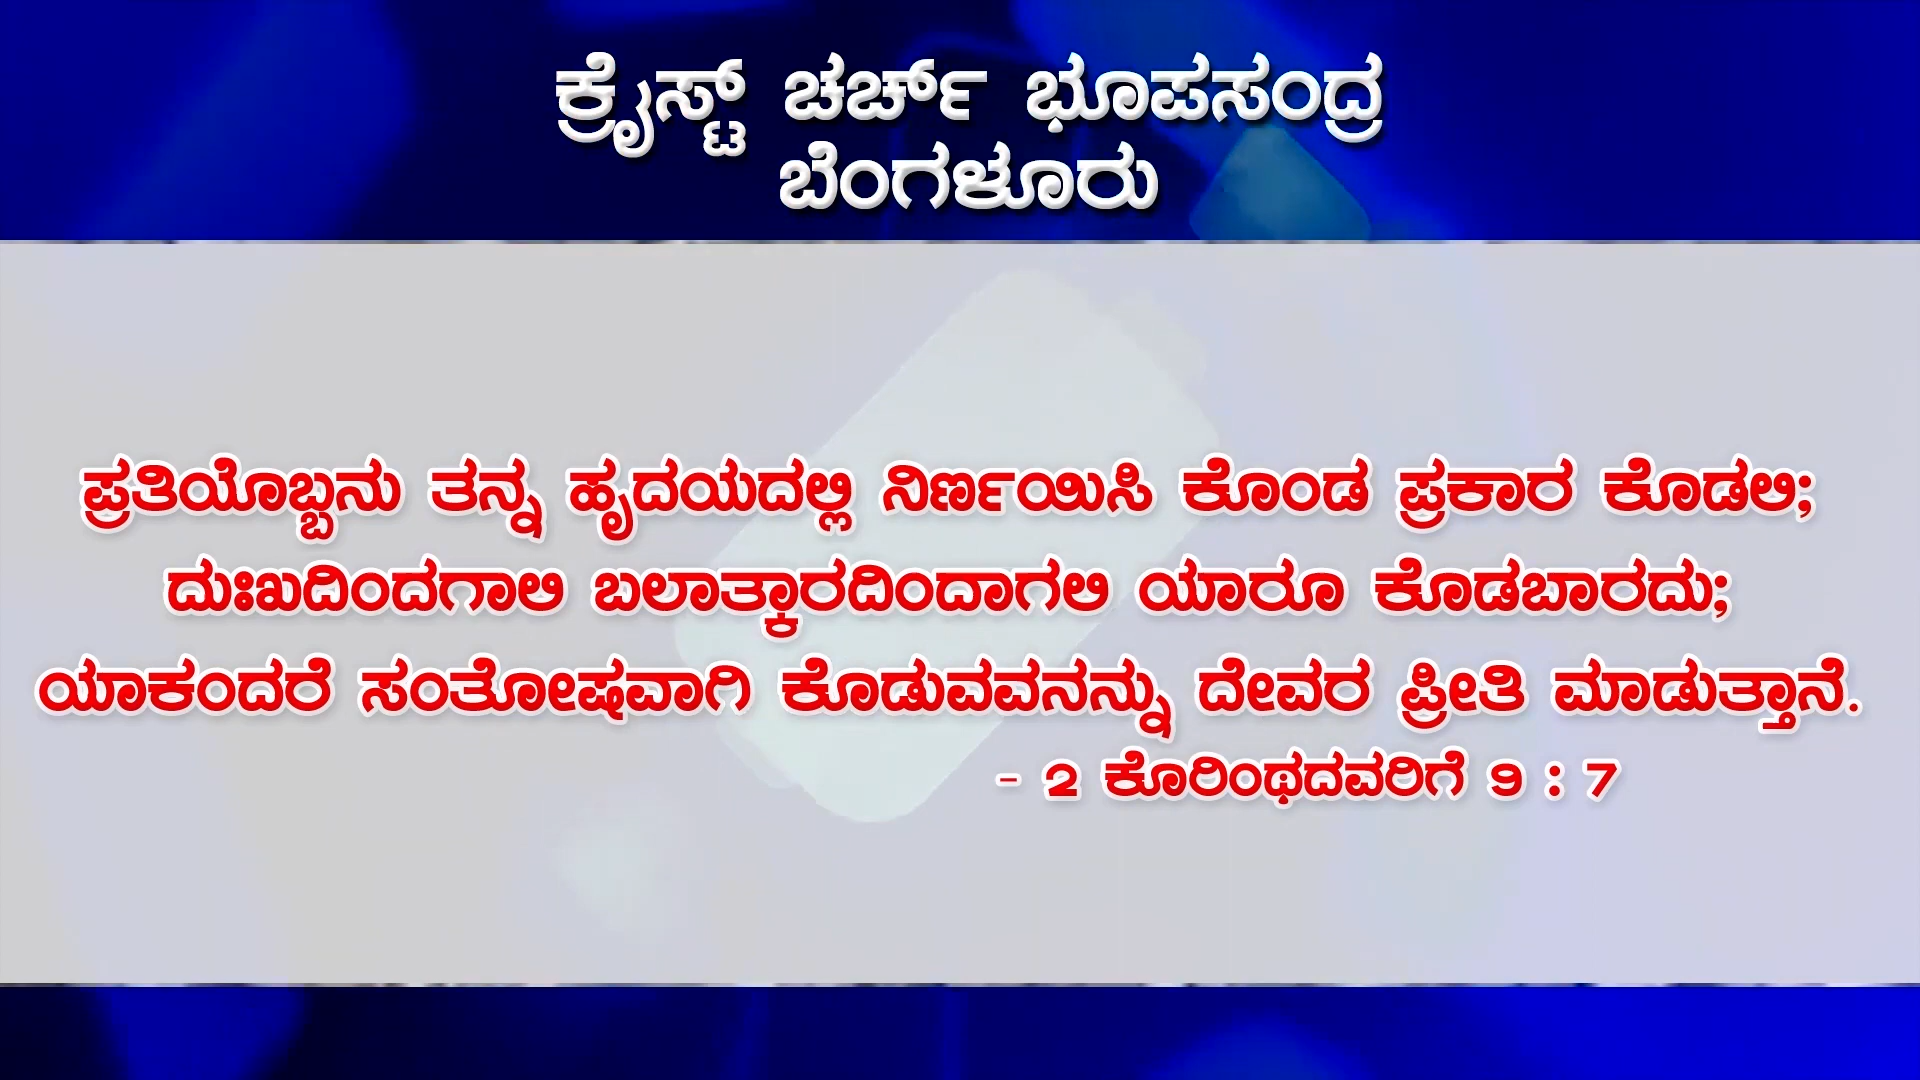 ಕ್ರೈಸ್ಟ್ ಚರ್ಚ್ ಭೂಪಸಂದ್ರ
ಬೆಂಗಳೂರು
ಪ್ರತಿಯೊಬ್ಬನು ತನ್ನ ಹೃದಯದಲ್ಲಿ ನಿರ್ಣಯಿಸಿ ಕೊಂಡ ಪ್ರಕಾರ ಕೊಡಲಿ;
ದುಃಖದಿಂದಗಾಲಿ ಬಲಾತ್ಕಾರದಿಂದಾಗಲಿ ಯಾರೂ ಕೊಡಬಾರದು;
ಯಾಕಂದರೆ ಸಂತೋಷವಾಗಿ ಕೊಡುವವನನ್ನು ದೇವರ ಪ್ರೀತಿ ಮಾಡುತ್ತಾನೆ.
- 2 ಕೊರಿಂಥದವರಿಗೆ 9 : 7